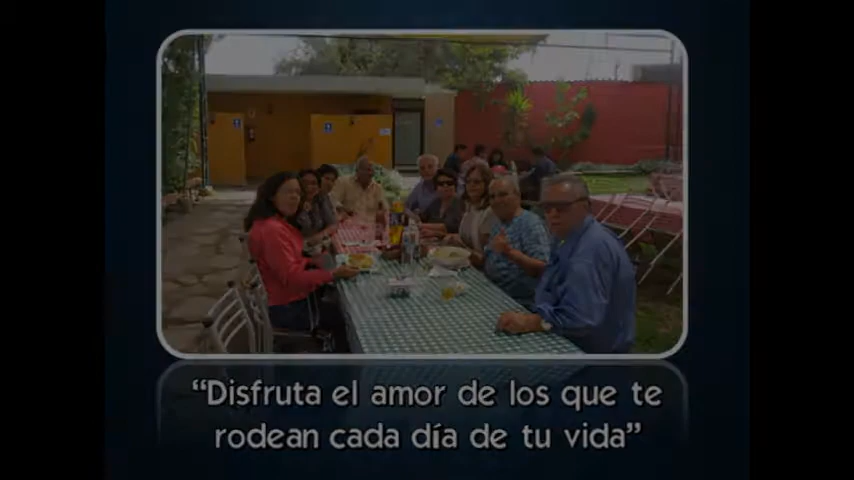 “Disfruta el amor de los que te
rodean cada día de tu vida”